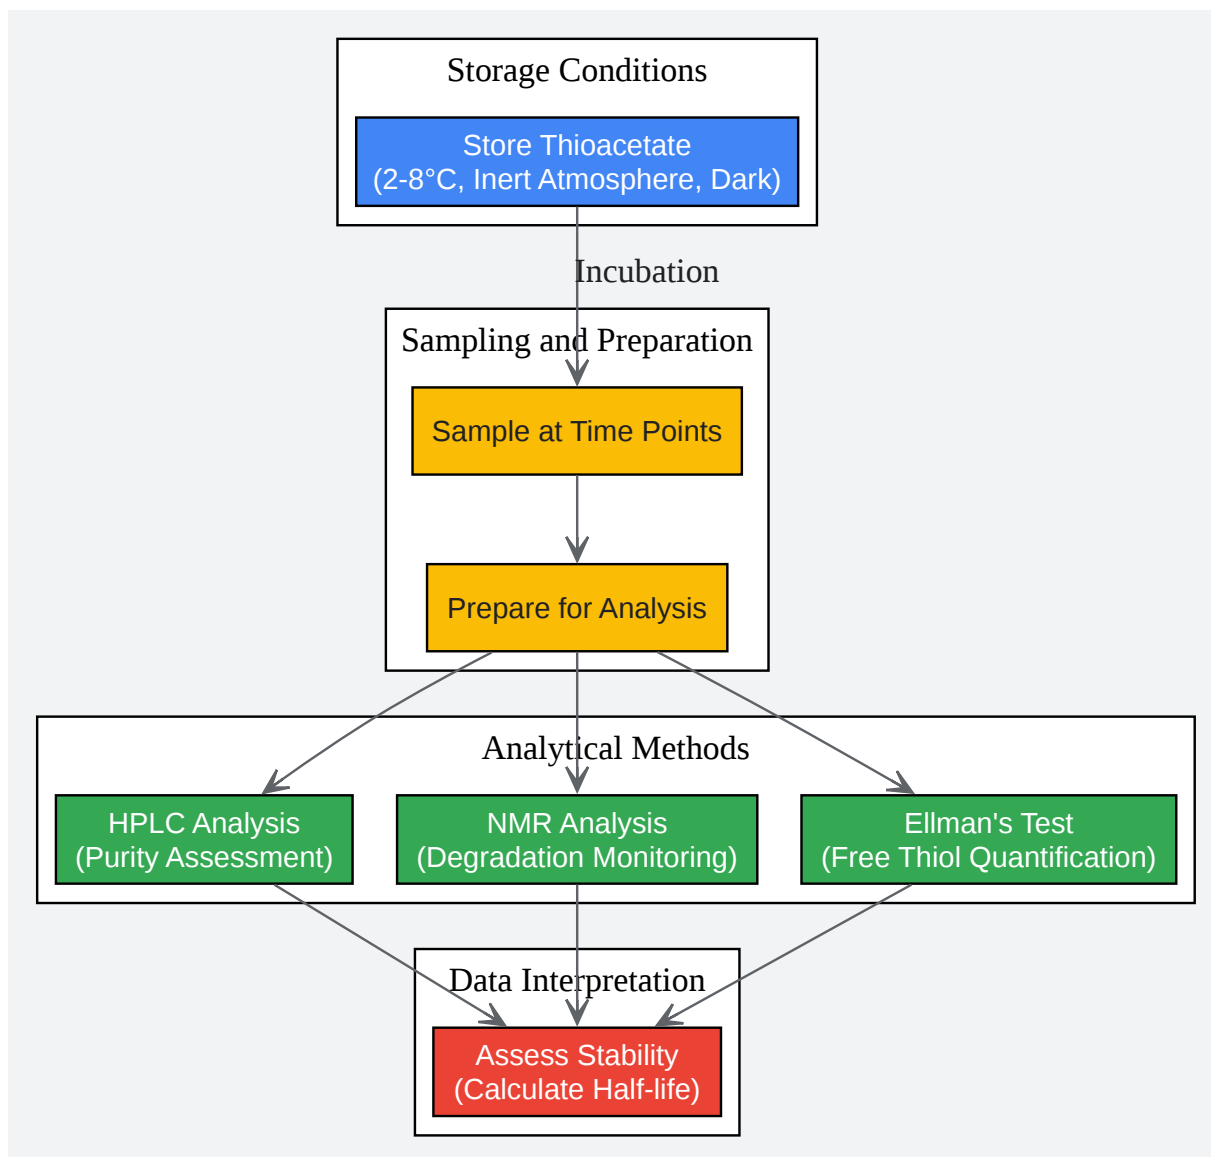 Storage Conditions
Store Thioacetate
(2-8°C, Inert Atmosphere, Dark)
Incubation
Sampling and Preparation
Sample at Time Points
Prepare for Analysis
Analytical Methods
HPLC Analysis
(Purity Assessment)
NMR Analysis
(Degradation Monitoring)
Ellman's Test
(Free Thiol Quantification)
Data Interpretation
Assess Stability
(Calculate Half-life)